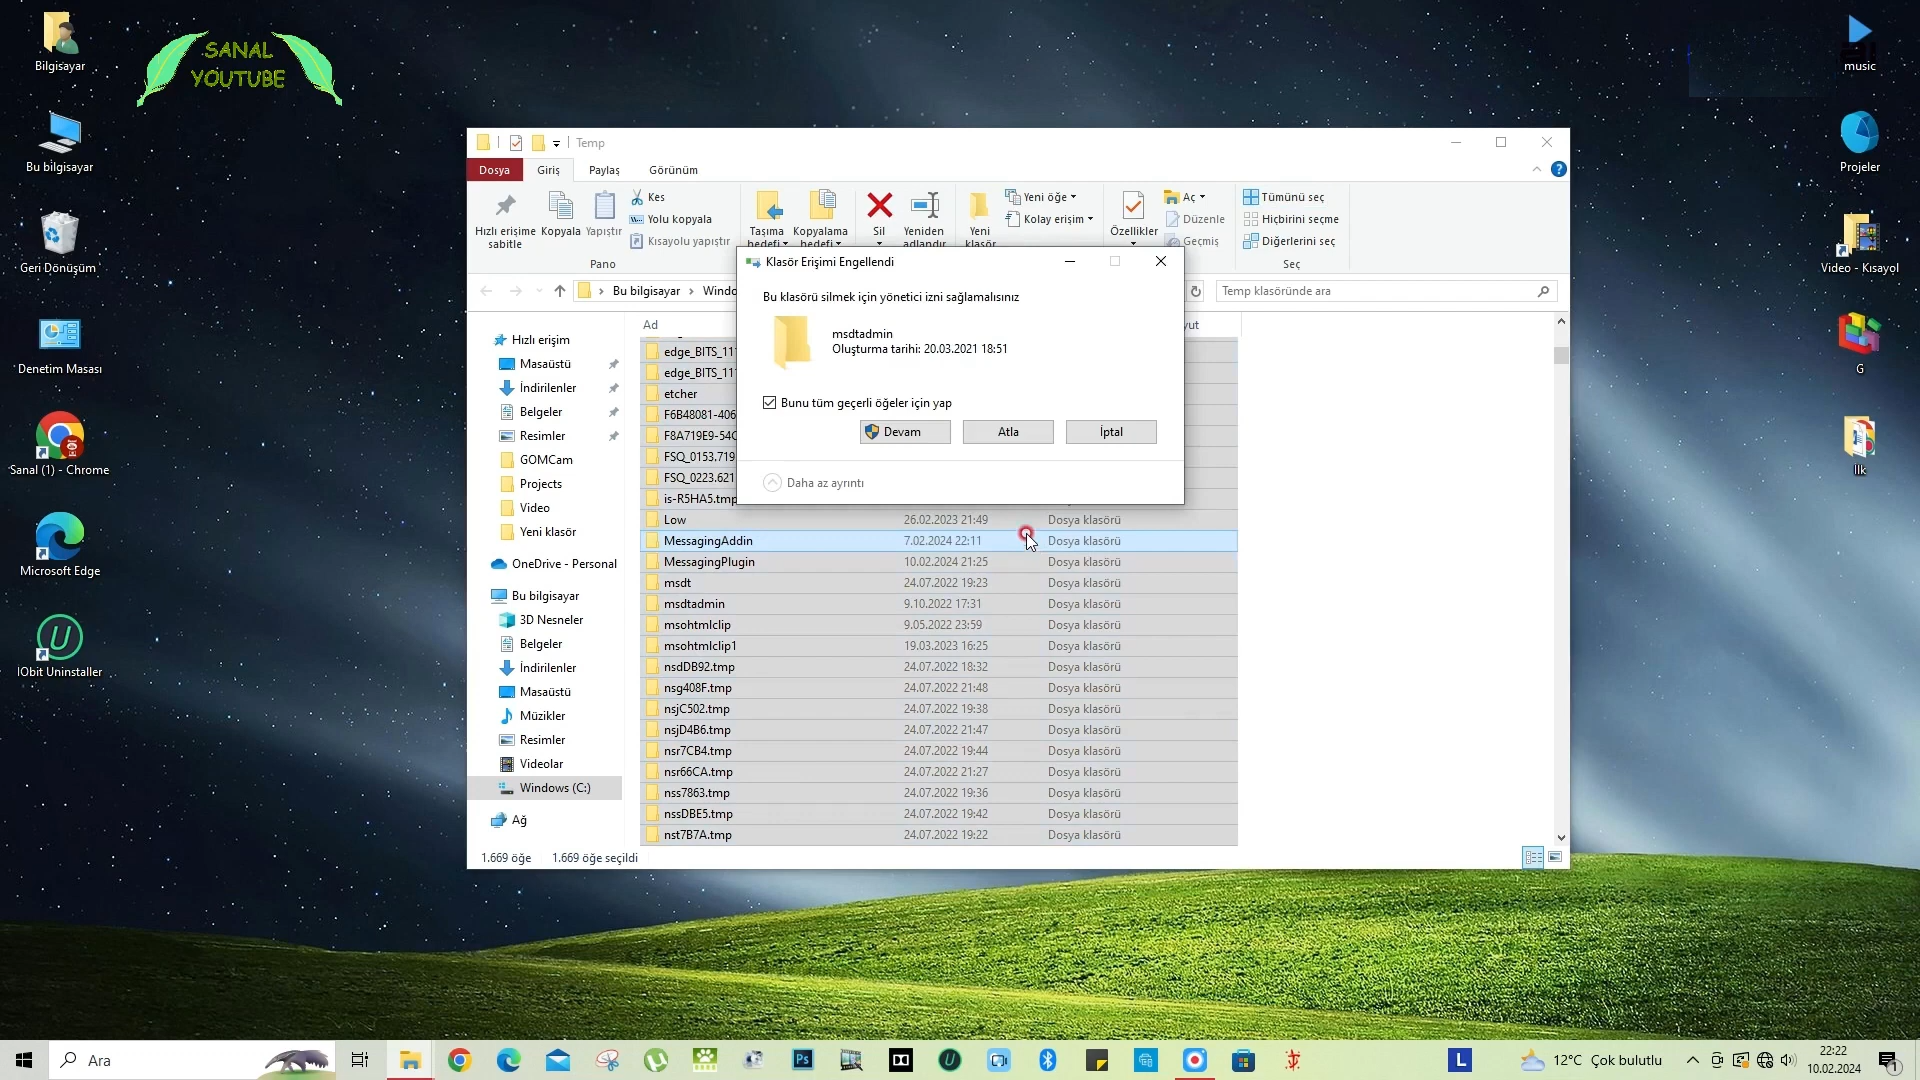 Bilgisayar
Bu bilgisayar
Geri Dönüşüm
Denetim Masası
Sanal (1) - Chrome
Microsoft Edge
IObit Uninstaller
SANAL
YOUTUBE
music
Projeler
Video - Kısayol
G
Ilk
Temp
Dosya
Giriş
Paylaş
Görünüm
Hızlı erişime
sabitle
Kopyala
Yapıştır
Kes
Yolu kopyala
Kısayolu yapıştır
Pano
Taşıma
hedefi
Kopyalama
hedefi
Sil
Yeniden
adlandır
Yeni
klasör
Yeni öğe
Kolay erişim
Özellikler
Aç
Düzenle
Geçmiş
Tümünü seç
Hiçbirini seçme
Diğerlerini seç
Seç
Bu bilgisayar
Windo
Temp klasöründe ara
Klasör Erişimi Engellendi
Bu klasörü silmek için yönetici izni sağlamalısınız
msdtadmin
Oluşturma tarihi: 20.03.2021 18:51
Bunu tüm geçerli öğeler için yap
Devam
Atla
İptal
Daha az ayrıntı
Hızlı erişim
Masaüstü
İndirilenler
Belgeler
Resimler
GOMCam
Projects
Video
Yeni klasör
OneDrive - Personal
Bu bilgisayar
3D Nesneler
Belgeler
İndirilenler
Masaüstü
Müzikler
Resimler
Videolar
Windows (C:)
Ağ
Ad
yut
edge_BITS_11
edge_BITS_11
etcher
F6B48081-406
F8A719E9-54C
FSQ_0153.719
FSQ_0223.621
is-R5HA5.tmp
Low 26.02.2023 21:49 Dosya klasörü
MessagingAddin 7.02.2024 22:11 Dosya klasörü
MessagingPlugin 10.02.2024 21:25 Dosya klasörü
msdt 24.07.2022 19:23 Dosya klasörü
msdtadmin 9.10.2022 17:31 Dosya klasörü
msohtmlclip 9.05.2022 23:59 Dosya klasörü
msohtmlclip1 19.03.2023 16:25 Dosya klasörü
nsdDB92.tmp 24.07.2022 18:32 Dosya klasörü
nsg408F.tmp 24.07.2022 21:48 Dosya klasörü
nsjC502.tmp 24.07.2022 19:38 Dosya klasörü
nsjD4B6.tmp 24.07.2022 21:47 Dosya klasörü
nsr7CB4.tmp 24.07.2022 19:44 Dosya klasörü
nsr66CA.tmp 24.07.2022 21:27 Dosya klasörü
nss7863.tmp 24.07.2022 19:36 Dosya klasörü
nssDBE5.tmp 24.07.2022 19:42 Dosya klasörü
nst7B7A.tmp 24.07.2022 19:22 Dosya klasörü
1.669 öğe 1.669 öğe seçildi
Ara
Ps
L
12°C Çok bulutlu
22:22
10.02.2024
1